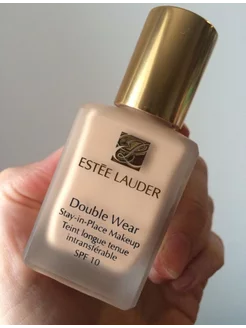 ESTĒE LAUDER
Double Wear
Stay-in-Place Makeup
Teint longue tenue
intransférable
SPF 10